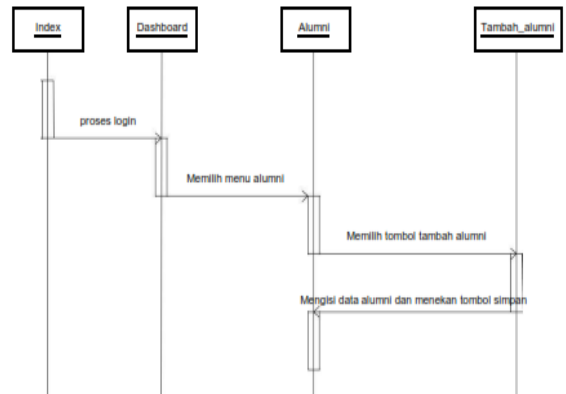 Index
Dashboard
Alumni
Tambah_alumni
proses login
Memilih menu alumni
Memilih tombol tambah alumni
Mengisi data alumni dan menekan tombol simpan